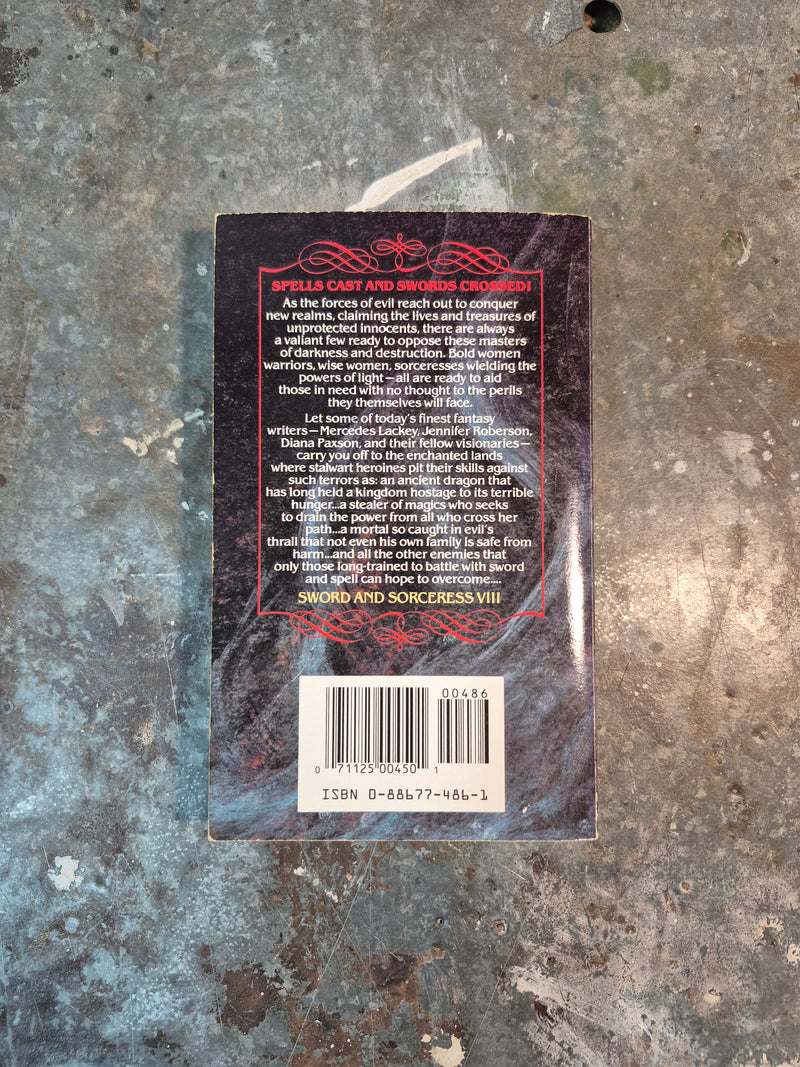 SPELLS CAST AND SWORDS CROSSED!
As the forces of evil reach out to conquer
new realms, claiming the lives and treasures of
unprotected innocents, there are always
a valiant few ready to oppose these masters
of darkness and destruction. Bold women
warriors, wise women, sorceresses wielding the
powers of light—all are ready to aid
those in need with no thought to the perils
they themselves will face.
Let some of today's finest fantasy
writers—Mercedes Lackey, Jennifer Roberson,
Diana Paxson, and their fellow visionaries—
carry you off to the enchanted lands
where stalwart heroines pit their skills against
such terrors as: an ancient dragon that
has long held a kingdom hostage to its terrible
hunger...a stealer of magics who seeks
to drain the power from all who cross her
path...a mortal so caught in evil's
thrall that not even his own family is safe from
harm...and all the other enemies that
only those long-trained to battle with sword
and spell can hope to overcome....
SWORD AND SORCERESS VIII
00486
0 71125 00450 1
ISBN 0-88677-486-1